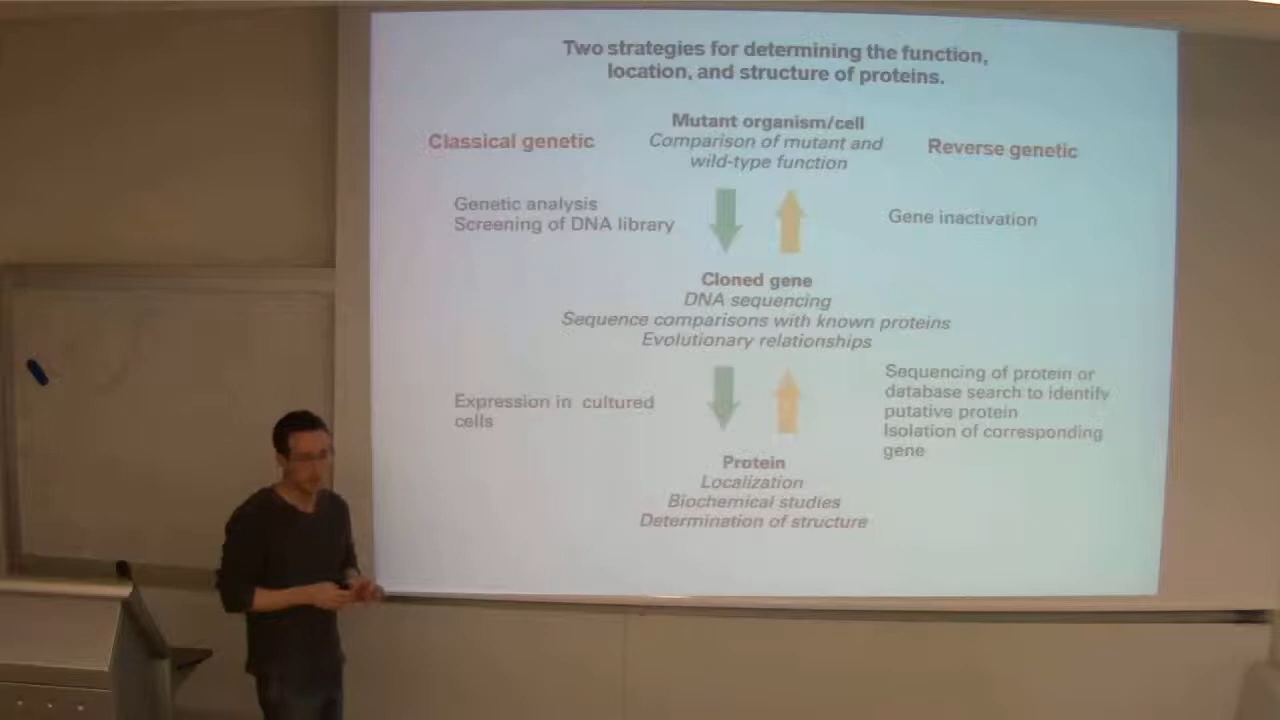 Two strategies for determining the function,
location, and structure of proteins.
Mutant organism/cell
Classical genetic
Comparison of mutant and
wild-type function
Reverse genetic
Genetic analysis
Screening of DNA library
Gene inactivation
Cloned gene
DNA sequencing
Sequence comparisons with known proteins
Evolutionary relationships
Expression in cultured
cells
Sequencing of protein or
database search to identify
putative protein
Isolation of corresponding
gene
Protein
Localization
Biochemical studies
Determination of structure